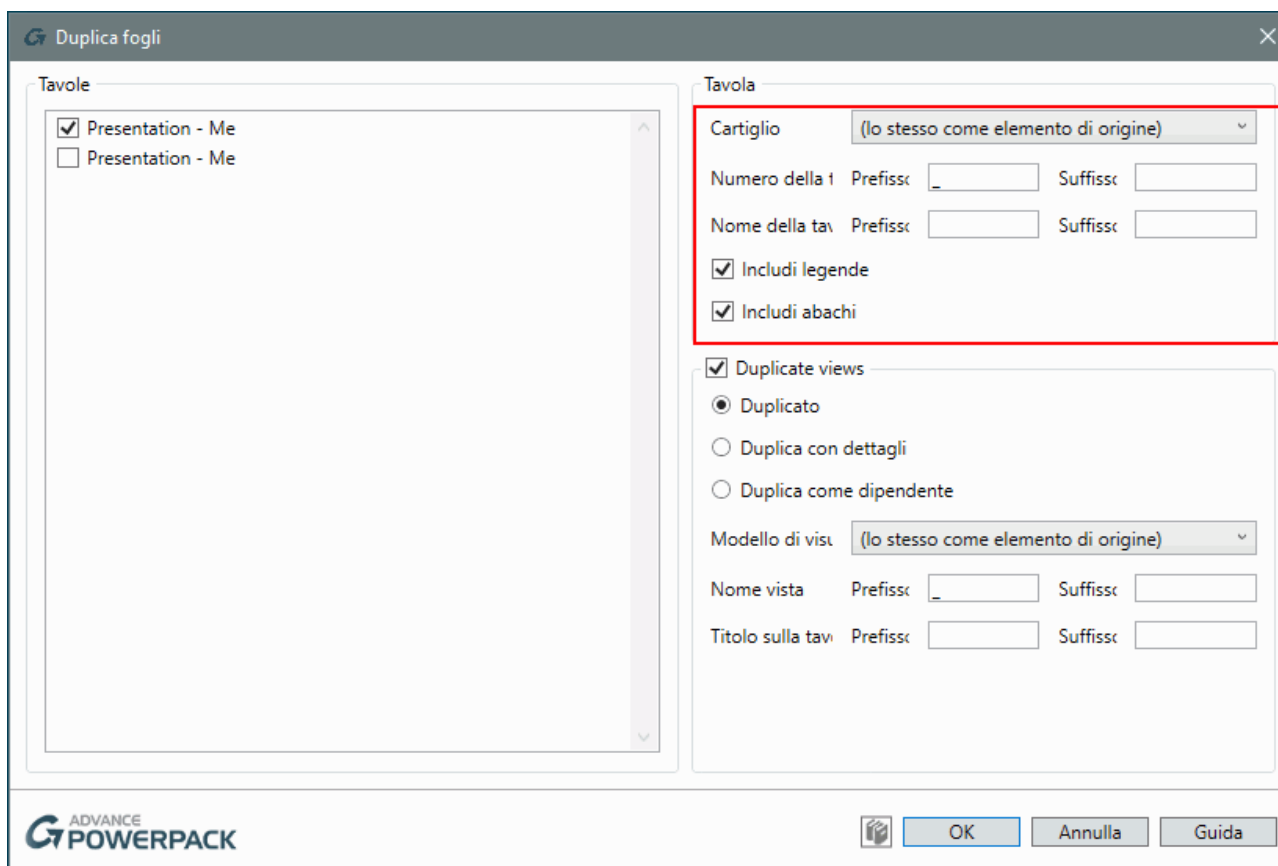 Duplica fogli
Tavole
Presentation - Me
Presentation - Me
Tavola
Cartiglio (lo stesso come elemento di origine)
Numero della t Prefisso _ Suffisso
Nome della tav Prefisso Suffisso
Includi legende
Includi abachi
Duplicate views
Duplicato
Duplica con dettagli
Duplica come dipendente
Modello di visu (lo stesso come elemento di origine)
Nome vista Prefisso _ Suffisso
Titolo sulla tav Prefisso Suffisso
ADVANCE
POWERPACK
OK Annulla Guida